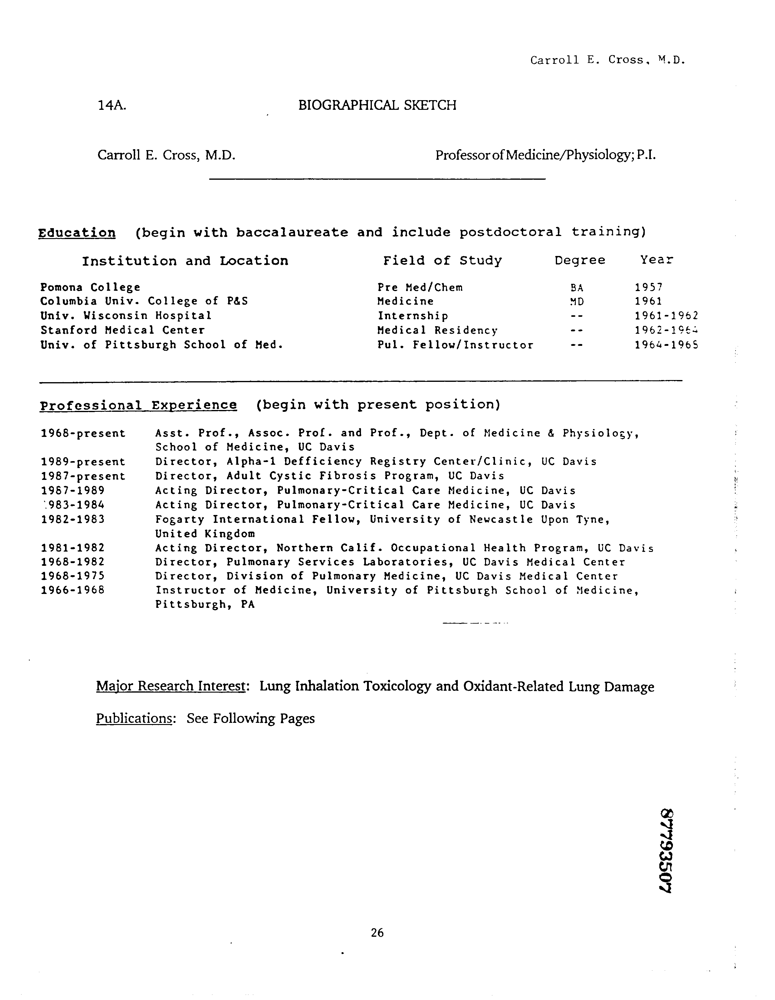 Carroll E. Cross, M.D.
14A. BIOGRAPHICAL SKETCH
Carroll E. Cross, M.D. Professor of Medicine/Physiology; P.I.
Education (begin with baccalaureate and include postdoctoral training)
Institution and Location Field of Study Degree Year
Pomona College Pre Med/Chem BA 1957
Columbia Univ. College of P&S Medicine MD 1961
Univ. Wisconsin Hospital Internship -- 1961-1962
Stanford Medical Center Medical Residency -- 1962-1964
Univ. of Pittsburgh School of Med. Pul. Fellow/Instructor -- 1964-1965
Professional Experience (begin with present position)
1968-present Asst. Prof., Assoc. Prof. and Prof., Dept. of Medicine & Physiology,
School of Medicine, UC Davis
1989-present Director, Alpha-1 Defficiency Registry Center/Clinic, UC Davis
1987-present Director, Adult Cystic Fibrosis Program, UC Davis
1987-1989 Acting Director, Pulmonary-Critical Care Medicine, UC Davis
983-1984 Acting Director, Pulmonary-Critical Care Medicine, UC Davis
1982-1983 Fogarty International Fellow, University of Newcastle Upon Tyne,
United Kingdom
1981-1982 Acting Director, Northern Calif. Occupational Health Program, UC Davis
1968-1982 Director, Pulmonary Services Laboratories, UC Davis Medical Center
1968-1975 Director, Division of Pulmonary Medicine, UC Davis Medical Center
1966-1968 Instructor of Medicine, University of Pittsburgh School of Medicine,
Pittsburgh, PA
Major Research Interest: Lung Inhalation Toxicology and Oxidant-Related Lung Damage
Publications: See Following Pages
87793507
26